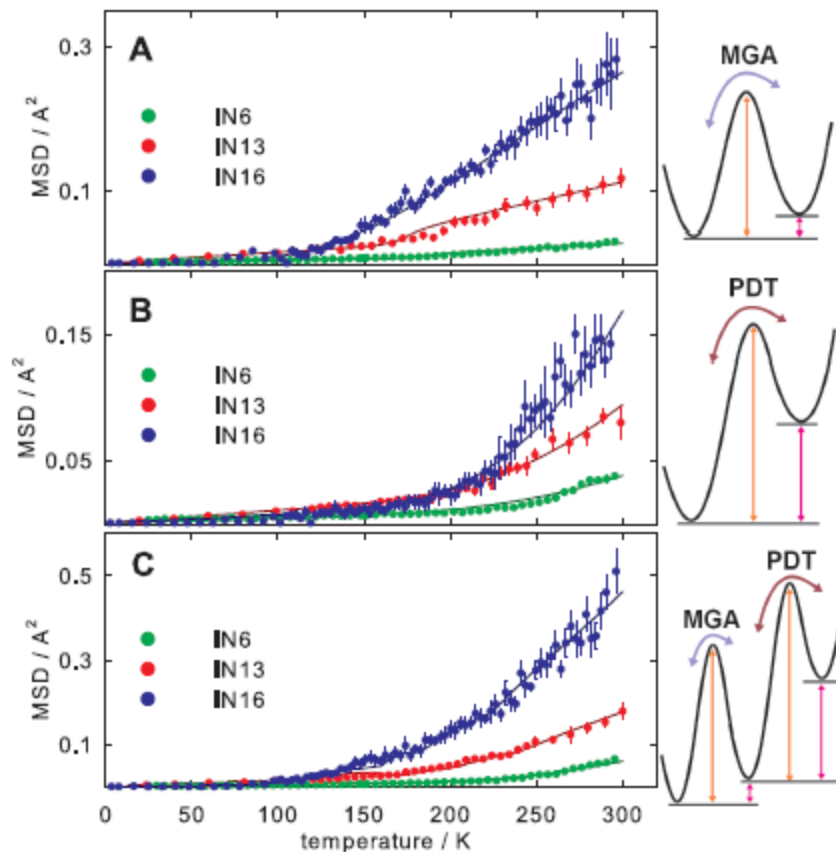 A
0.3
0.1
MSD / A²
IN6
IN13
IN16
MGA
B
0.15
0.05
MSD / A²
IN6
IN13
IN16
PDT
C
0.5
0.3
0.1
MSD / A²
IN6
IN13
IN16
MGA
PDT
0 50 100 150 200 250 300
temperature / K